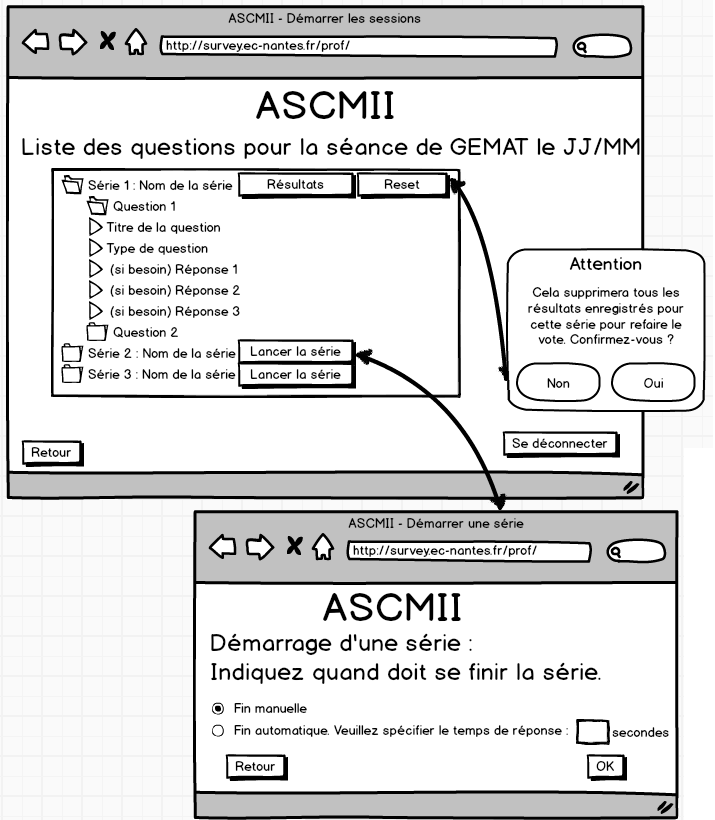 ASCMII - Démarrer les sessions
http://survey.ec-nantes.fr/prof/
ASCMII
Liste des questions pour la séance de GEMAT le JJ/MM
Série 1 : Nom de la série Résultats Reset
Question 1
Titre de la question
Type de question
(si besoin) Réponse 1
(si besoin) Réponse 2
(si besoin) Réponse 3
Question 2
Série 2 : Nom de la série Lancer la série
Série 3 : Nom de la série Lancer la série
Attention
Cela supprimera tous les
résultats enregistrés pour
cette série pour refaire le
vote. Confirmez-vous ?
Non Oui
Retour Se déconnecter
ASCMII - Démarrer une série
http://survey.ec-nantes.fr/prof/
ASCMII
Démarrage d'une série :
Indiquez quand doit se finir la série.
Fin manuelle
Fin automatique. Veuillez spécifier le temps de réponse : secondes
Retour OK